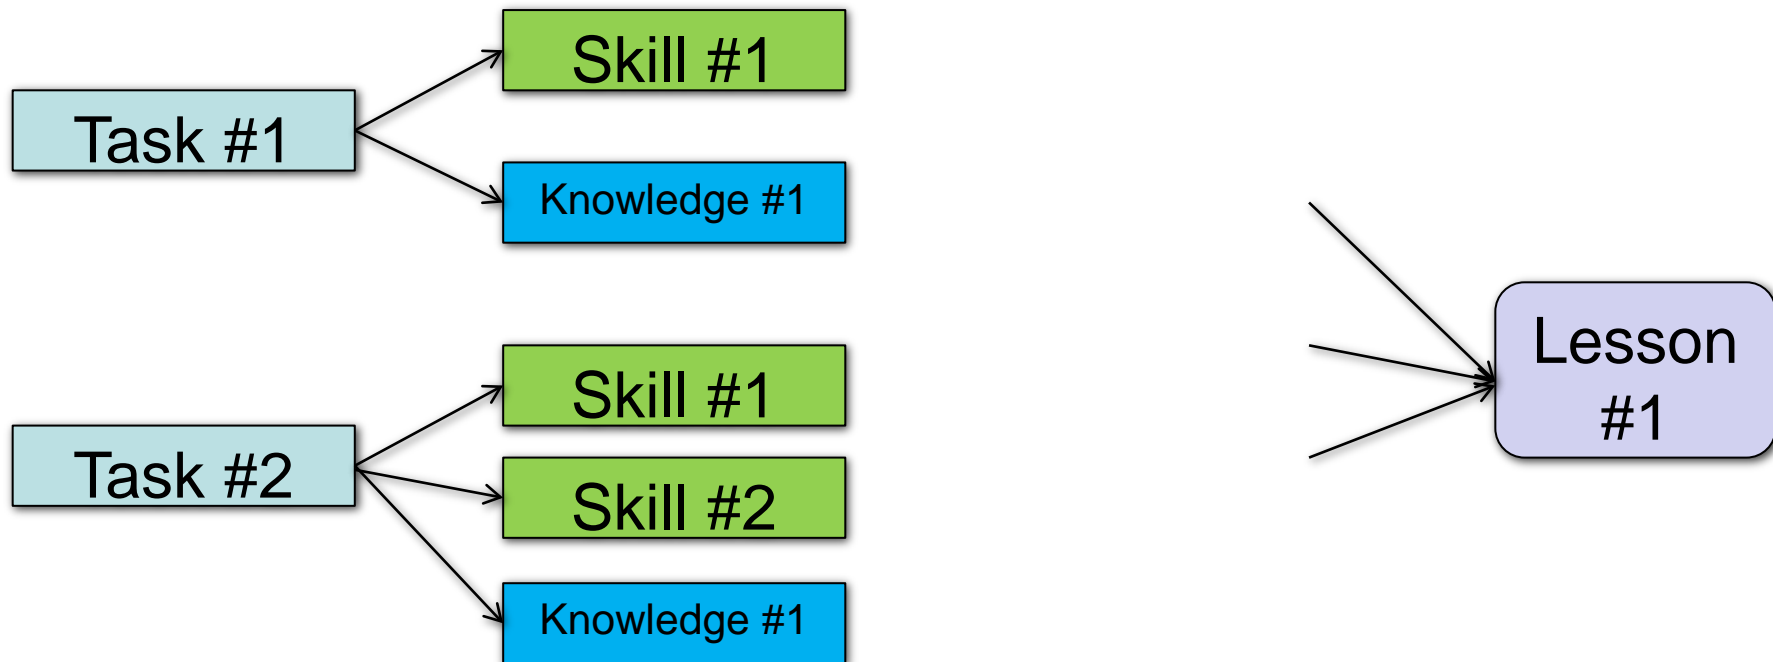 Task #1
Skill #1
Knowledge #1
Task #2
Skill #1
Skill #2
Knowledge #1
Lesson
#1